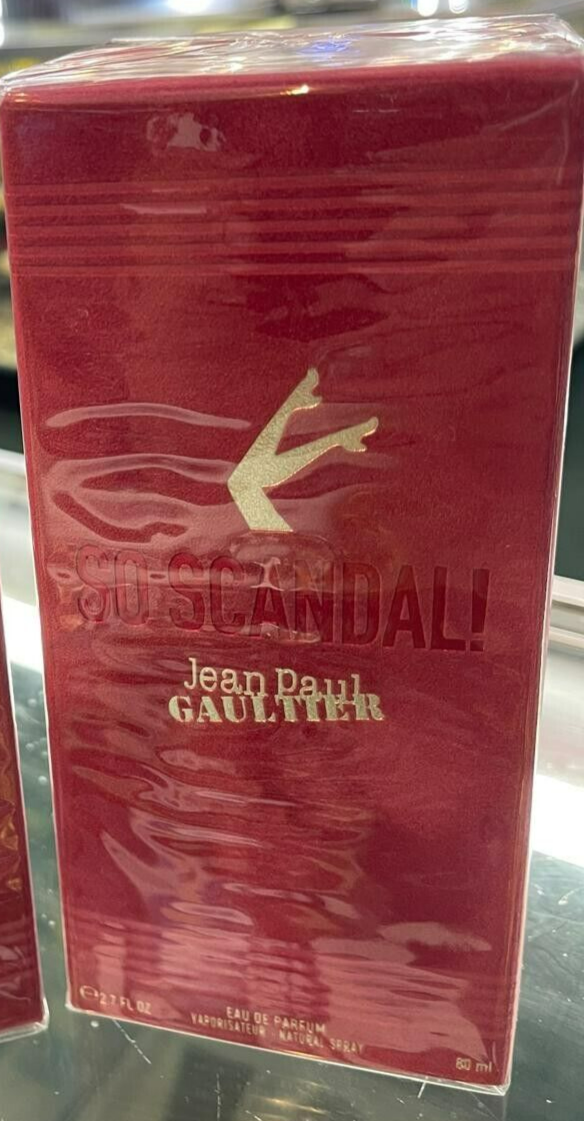 SO SCANDAL!
Jean Paul
GAULTIER
℮ 2.7 FL OZ
EAU DE PARFUM
VAPORISATEUR - NATURAL SPRAY
80 ml